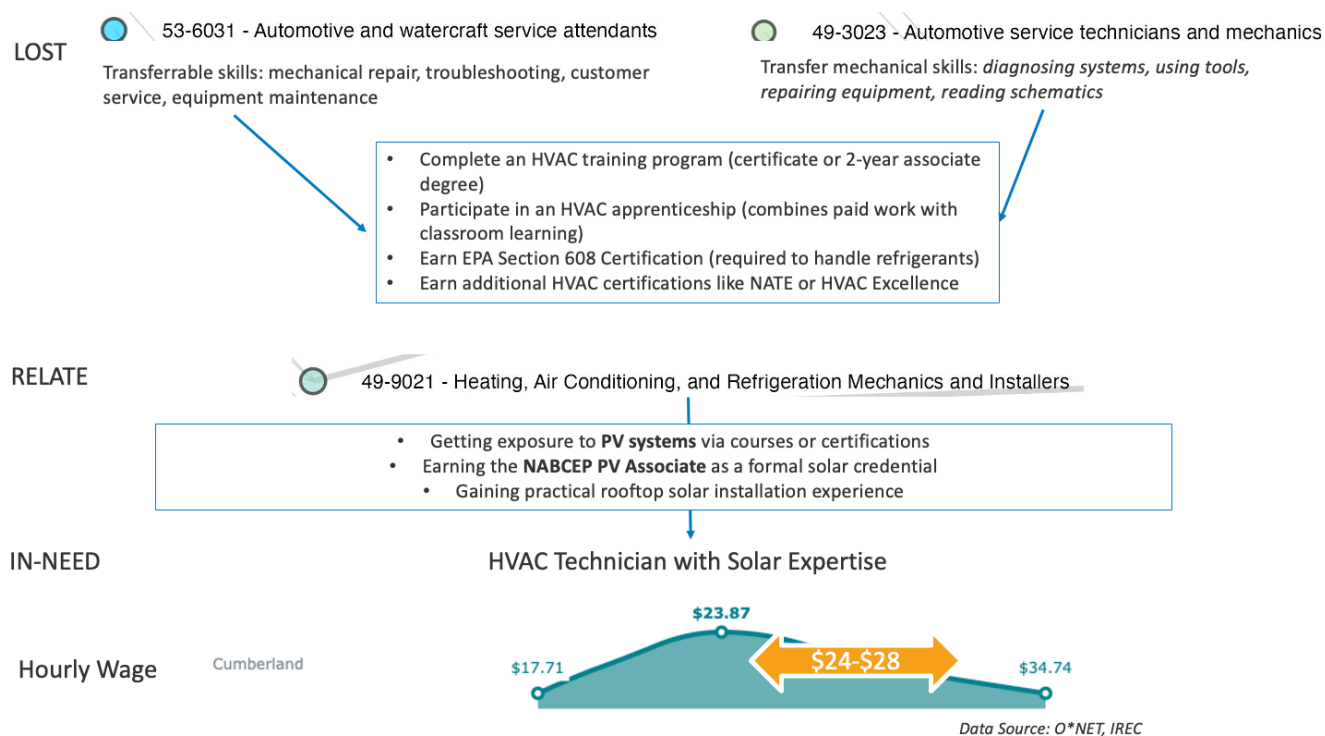 LOST
53-6031 - Automotive and watercraft service attendants
Transferrable skills: mechanical repair, troubleshooting, customer
service, equipment maintenance
49-3023 - Automotive service technicians and mechanics
Transfer mechanical skills: diagnosing systems, using tools,
repairing equipment, reading schematics
• Complete an HVAC training program (certificate or 2-year associate
degree)
• Participate in an HVAC apprenticeship (combines paid work with
classroom learning)
• Earn EPA Section 608 Certification (required to handle refrigerants)
• Earn additional HVAC certifications like NATE or HVAC Excellence
RELATE
49-9021 - Heating, Air Conditioning, and Refrigeration Mechanics and Installers
• Getting exposure to PV systems via courses or certifications
• Earning the NABCEP PV Associate as a formal solar credential
• Gaining practical rooftop solar installation experience
IN-NEED
HVAC Technician with Solar Expertise
Hourly Wage
Cumberland
$17.71
$23.87
$24-$28
$34.74
Data Source: O*NET, IREC